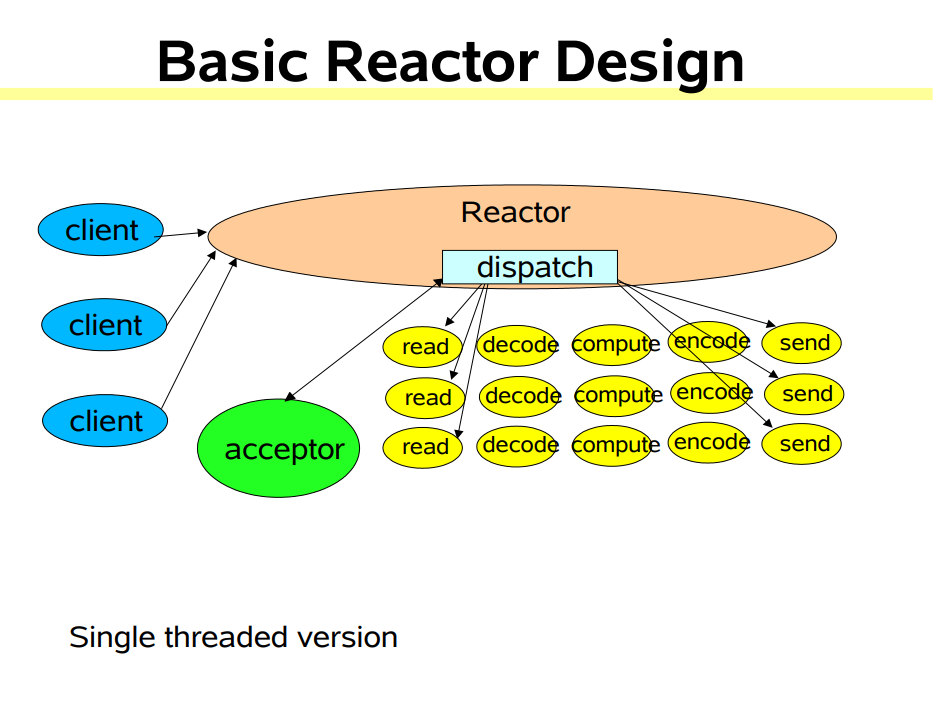 Basic Reactor Design
Reactor
dispatch
client
client
client
acceptor
read decode compute encode send
read decode compute encode send
read decode compute encode send
Single threaded version